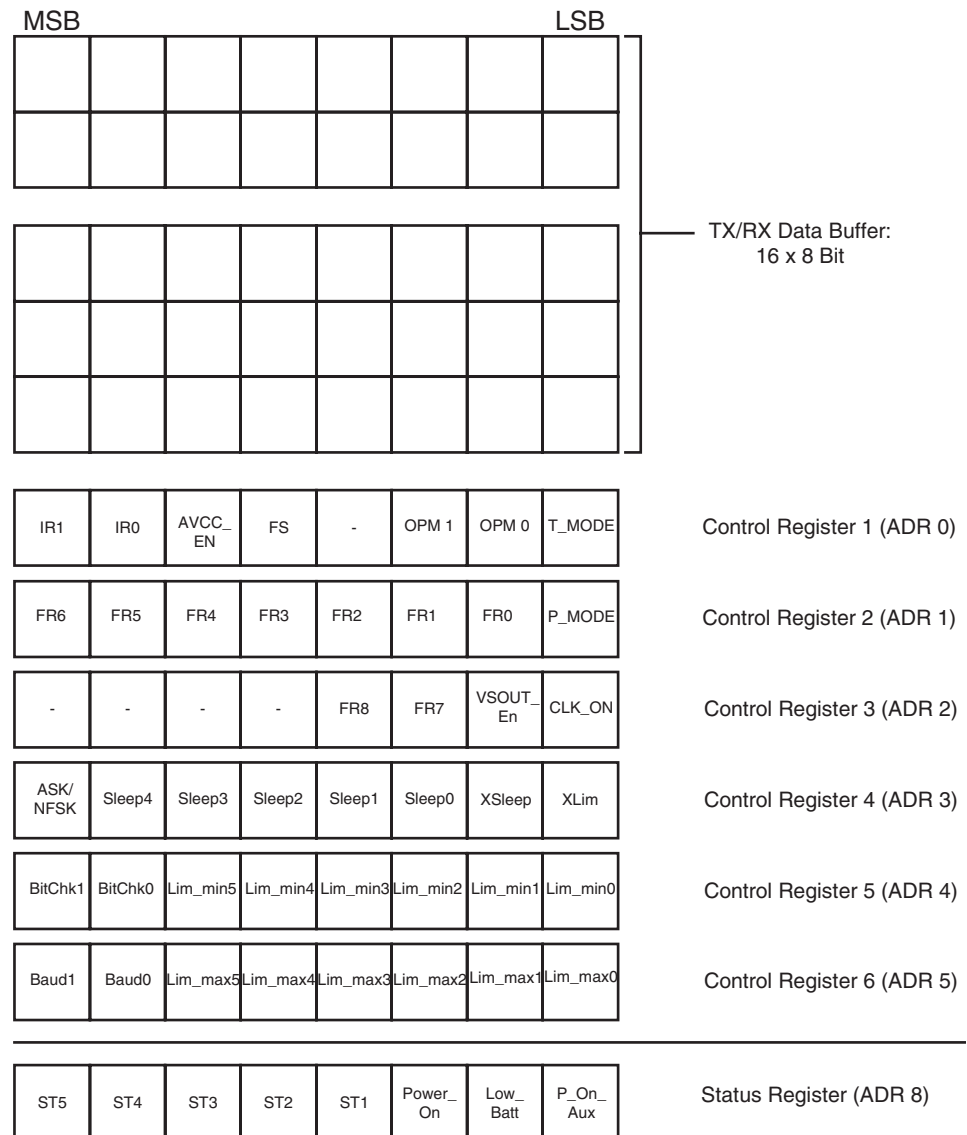 MSB LSB
TX/RX Data Buffer:
16 x 8 Bit
IR1 IR0 AVCC_ EN FS - OPM 1 OPM 0 T_MODE Control Register 1 (ADR 0)
FR6 FR5 FR4 FR3 FR2 FR1 FR0 P_MODE Control Register 2 (ADR 1)
- - - - FR8 FR7 VSOUT_ En CLK_ON Control Register 3 (ADR 2)
ASK/ NFSK Sleep4 Sleep3 Sleep2 Sleep1 Sleep0 XSleep XLim Control Register 4 (ADR 3)
BitChk1 BitChk0 Lim_min5 Lim_min4 Lim_min3 Lim_min2 Lim_min1 Lim_min0 Control Register 5 (ADR 4)
Baud1 Baud0 Lim_max5 Lim_max4 Lim_max3 Lim_max2 Lim_max1 Lim_max0 Control Register 6 (ADR 5)
ST5 ST4 ST3 ST2 ST1 Power_ On Low_ Batt P_On_ Aux Status Register (ADR 8)